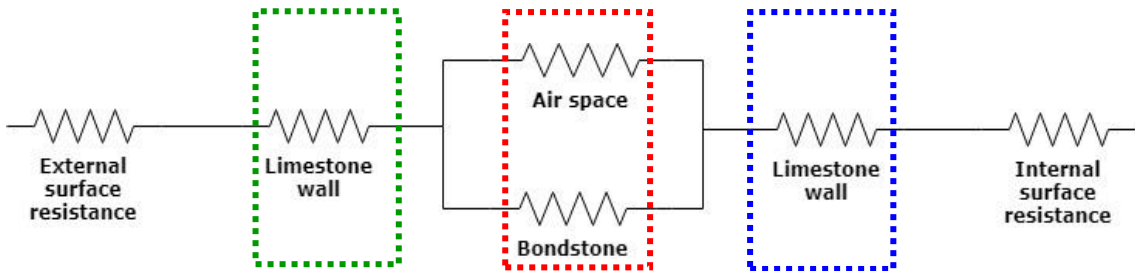 Air space
External
surface
resistance
Limestone
wall
Limestone
wall
Internal
surface
resistance
Bondstone